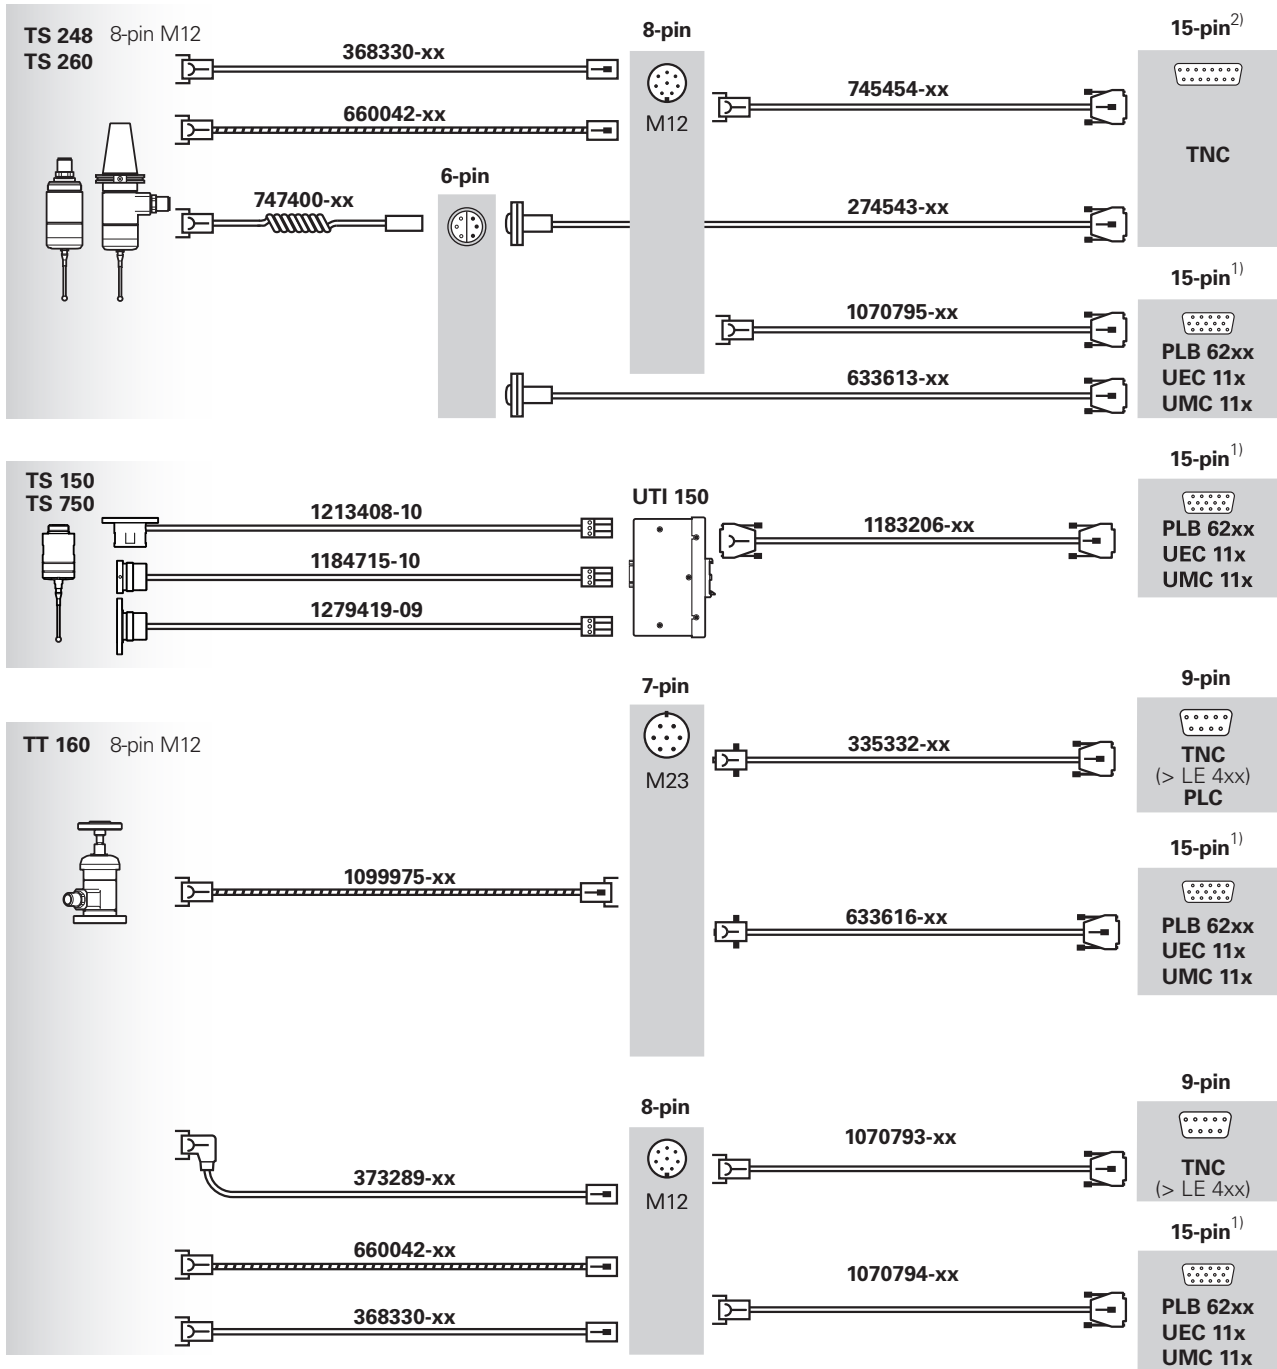 TS 248 8-pin M12
TS 260
368330-xx
8-pin
15-pin2)
660042-xx
M12
745454-xx
TNC
6-pin
747400-xx
274543-xx
15-pin1)
1070795-xx
PLB 62xx
UEC 11x
UMC 11x
633613-xx
TS 150
TS 750
1213408-10
UTI 150
15-pin1)
1183206-xx
PLB 62xx
UEC 11x
UMC 11x
1184715-10
1279419-09
7-pin
9-pin
TT 160 8-pin M12
M23
335332-xx
TNC
(> LE 4xx)
PLC
15-pin1)
1099975-xx
633616-xx
PLB 62xx
UEC 11x
UMC 11x
9-pin
8-pin
1070793-xx
373289-xx
M12
TNC
(> LE 4xx)
15-pin1)
660042-xx
1070794-xx
368330-xx
PLB 62xx
UEC 11x
UMC 11x